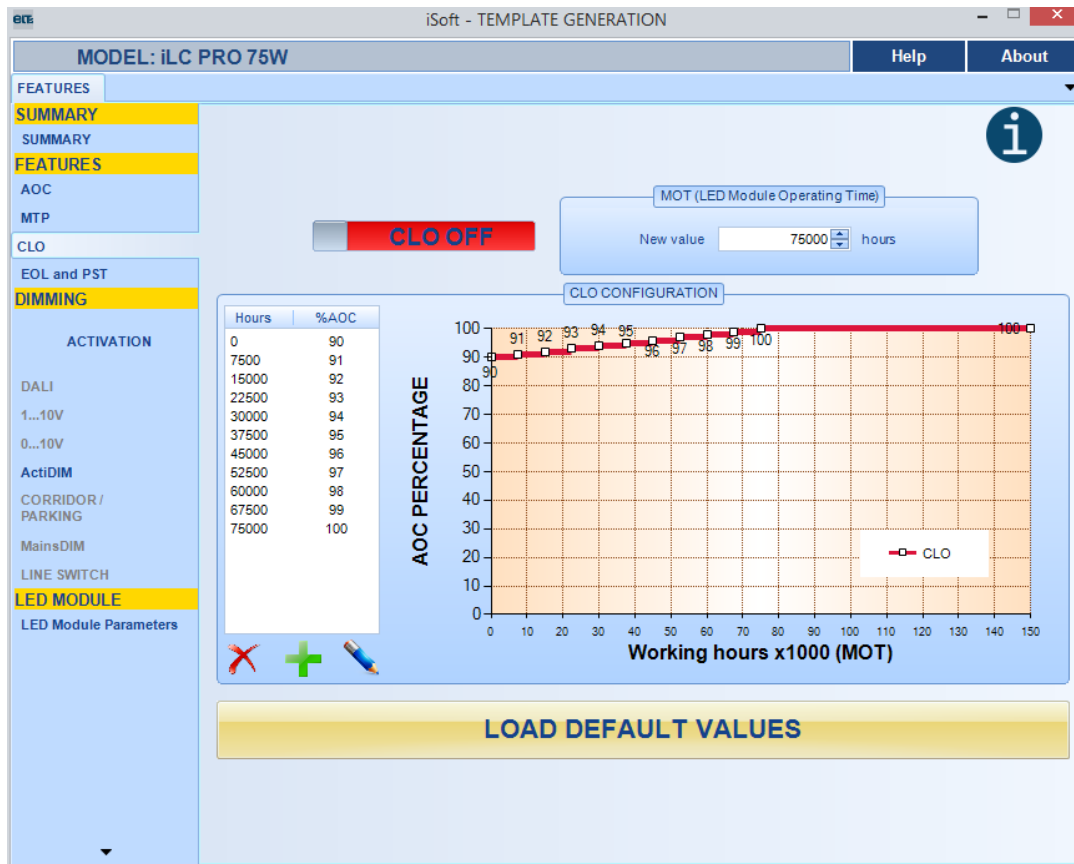 ELT
iSoft - TEMPLATE GENERATION
MODEL: iLC PRO 75W
Help
About
FEATURES
SUMMARY
SUMMARY
FEATURES
AOC
MTP
CLO
EOL and PST
DIMMING
ACTIVATION
DALI
1...10V
0...10V
ActiDIM
CORRIDOR /
PARKING
MainsDIM
LINE SWITCH
LED MODULE
LED Module Parameters
i
CLO OFF
MOT (LED Module Operating Time)
New value 75000 hours
CLO CONFIGURATION
Hours %AOC
0 90
7500 91
15000 92
22500 93
30000 94
37500 95
45000 96
52500 97
60000 98
67500 99
75000 100
AOC PERCENTAGE
100
90
80
70
60
50
40
30
20
10
0
90 91 92 93 94 95 96 97 98 99 100 100
CLO
0 10 20 30 40 50 60 70 80 90 100 110 120 130 140 150
Working hours x1000 (MOT)
LOAD DEFAULT VALUES